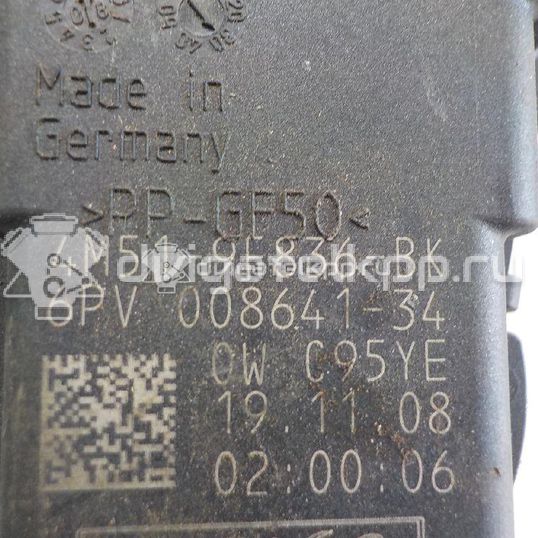 Made in
Germany
>PP-GF50<
4M51-9F836-BK
6PV 008641-34
0W C95YE
19.11.08
02:00:06